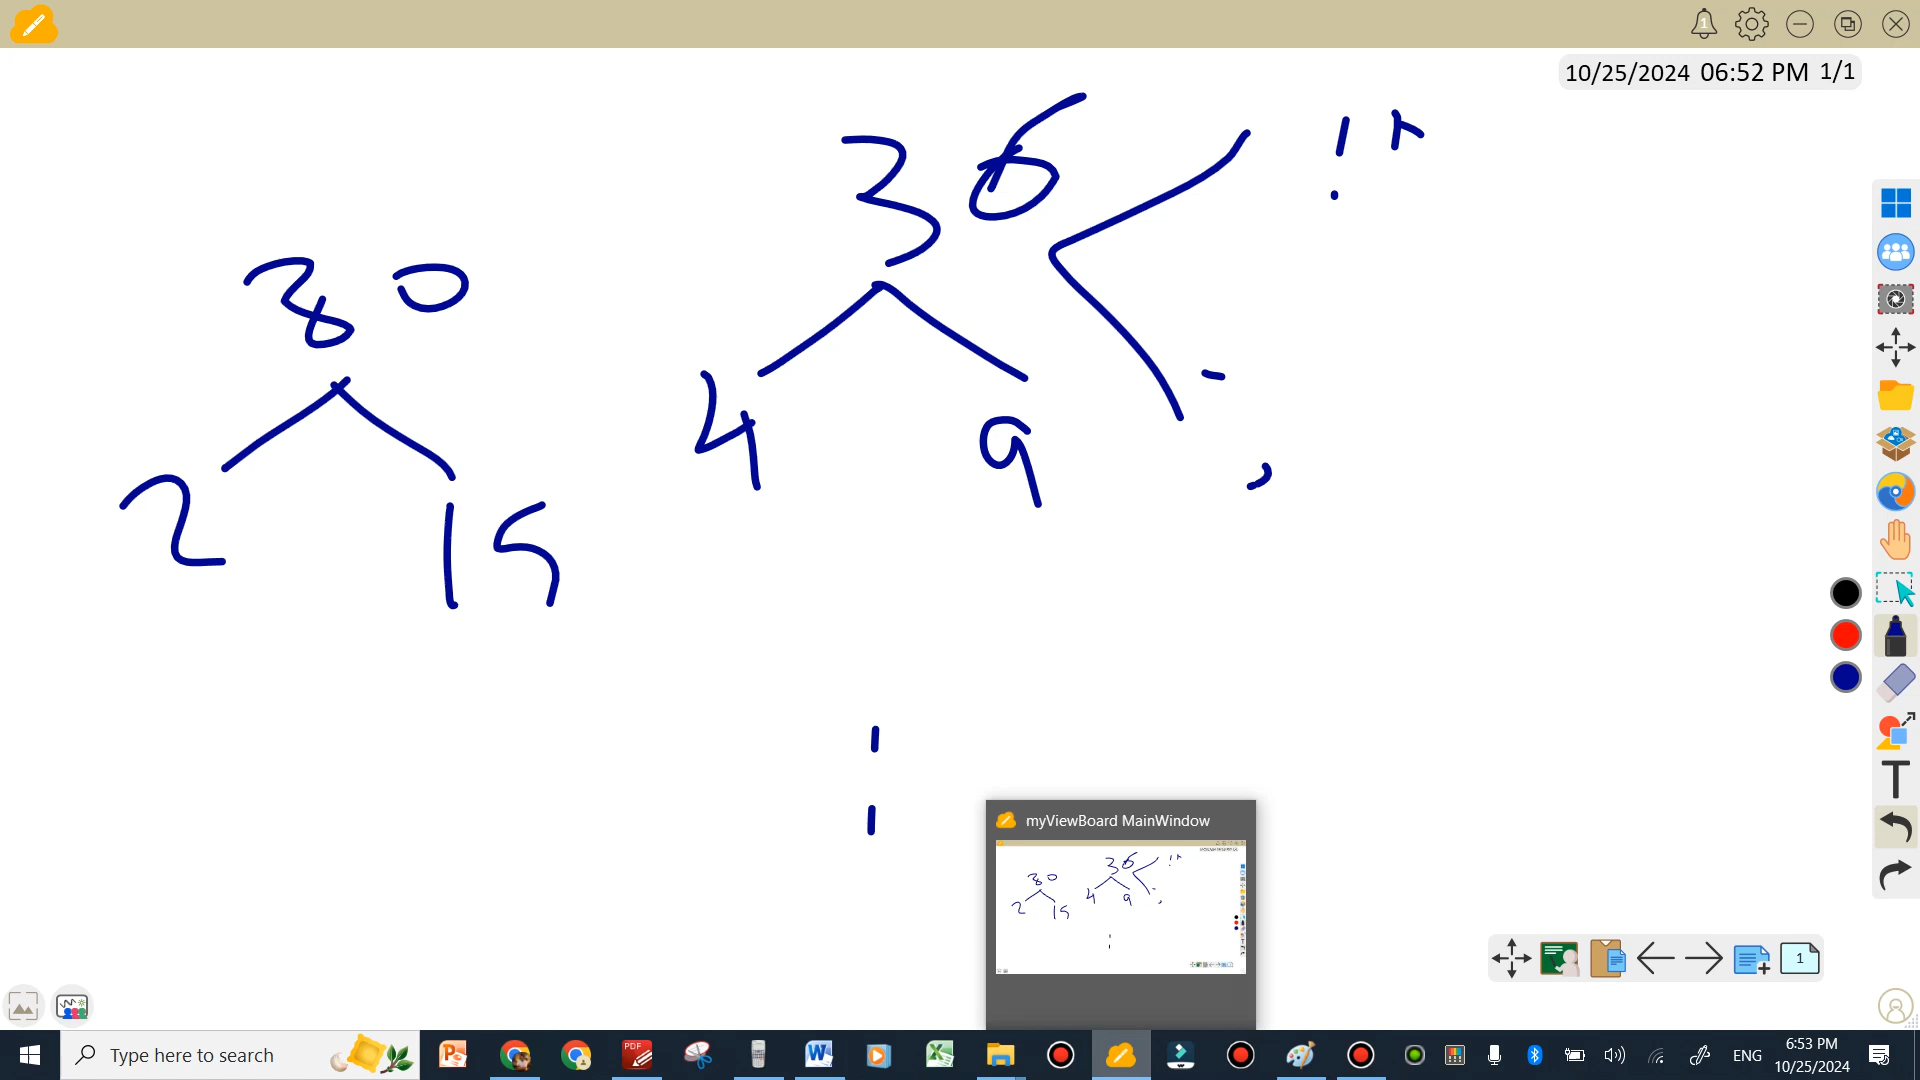 10/25/2024 06:52 PM 1/1
36
30
4 9
2 15
myViewBoard MainWindow
1
Type here to search
ENG
6:53 PM
10/25/2024